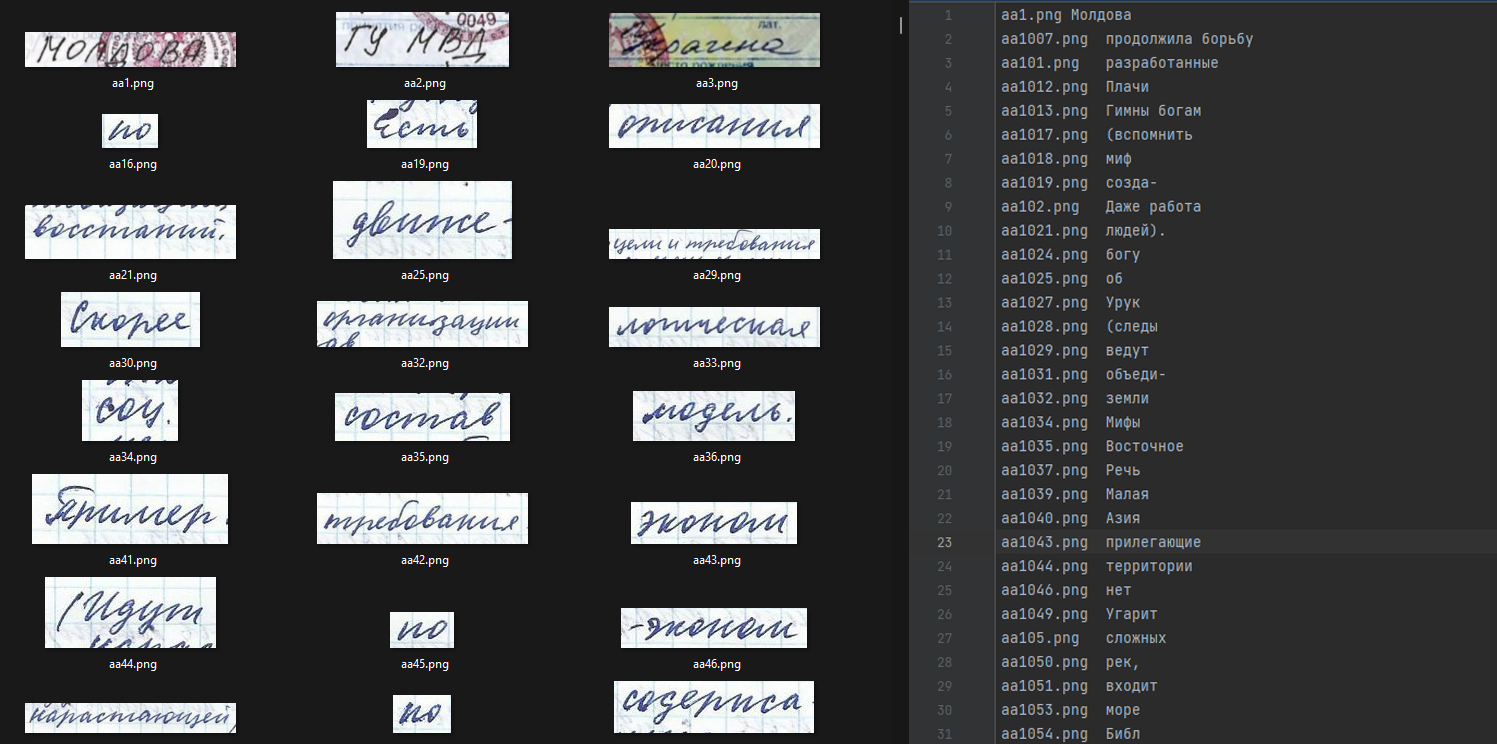 МОЛДОВА
0049
ГУ МВД
лат.
Украина
место рождения
aa1.png
aa2.png
aa3.png
по
Есть
описания
aa16.png
aa19.png
aa20.png
восстаний.
движе-
цели и требования
aa21.png
aa25.png
aa29.png
Скорее
организации
логическая
aa30.png
aa32.png
aa33.png
соц.
состав
модель.
aa34.png
aa35.png
aa36.png
Пример
требования
эконом
aa41.png
aa42.png
aa43.png
(Идут
по
-эконом
aa44.png
aa45.png
aa46.png
нарастающей,
по
содержа
1 aa1.png Молдова
2 aa1007.png продолжила борьбу
3 aa101.png разработанные
4 aa1012.png Плачи
5 aa1013.png Гимны богам
6 aa1017.png (вспомнить
7 aa1018.png миф
8 aa1019.png созда-
9 aa102.png Даже работа
10 aa1021.png людей).
11 aa1024.png богу
12 aa1025.png об
13 aa1027.png Урук
14 aa1028.png (следы
15 aa1029.png ведут
16 aa1031.png объеди-
17 aa1032.png земли
18 aa1034.png Мифы
19 aa1035.png Восточное
20 aa1037.png Речь
21 aa1039.png Малая
22 aa1040.png Азия
23 aa1043.png прилегающие
24 aa1044.png территории
25 aa1046.png нет
26 aa1049.png Угарит
27 aa105.png сложных
28 aa1050.png рек,
29 aa1051.png входит
30 aa1053.png море
31 aa1054.png Библ